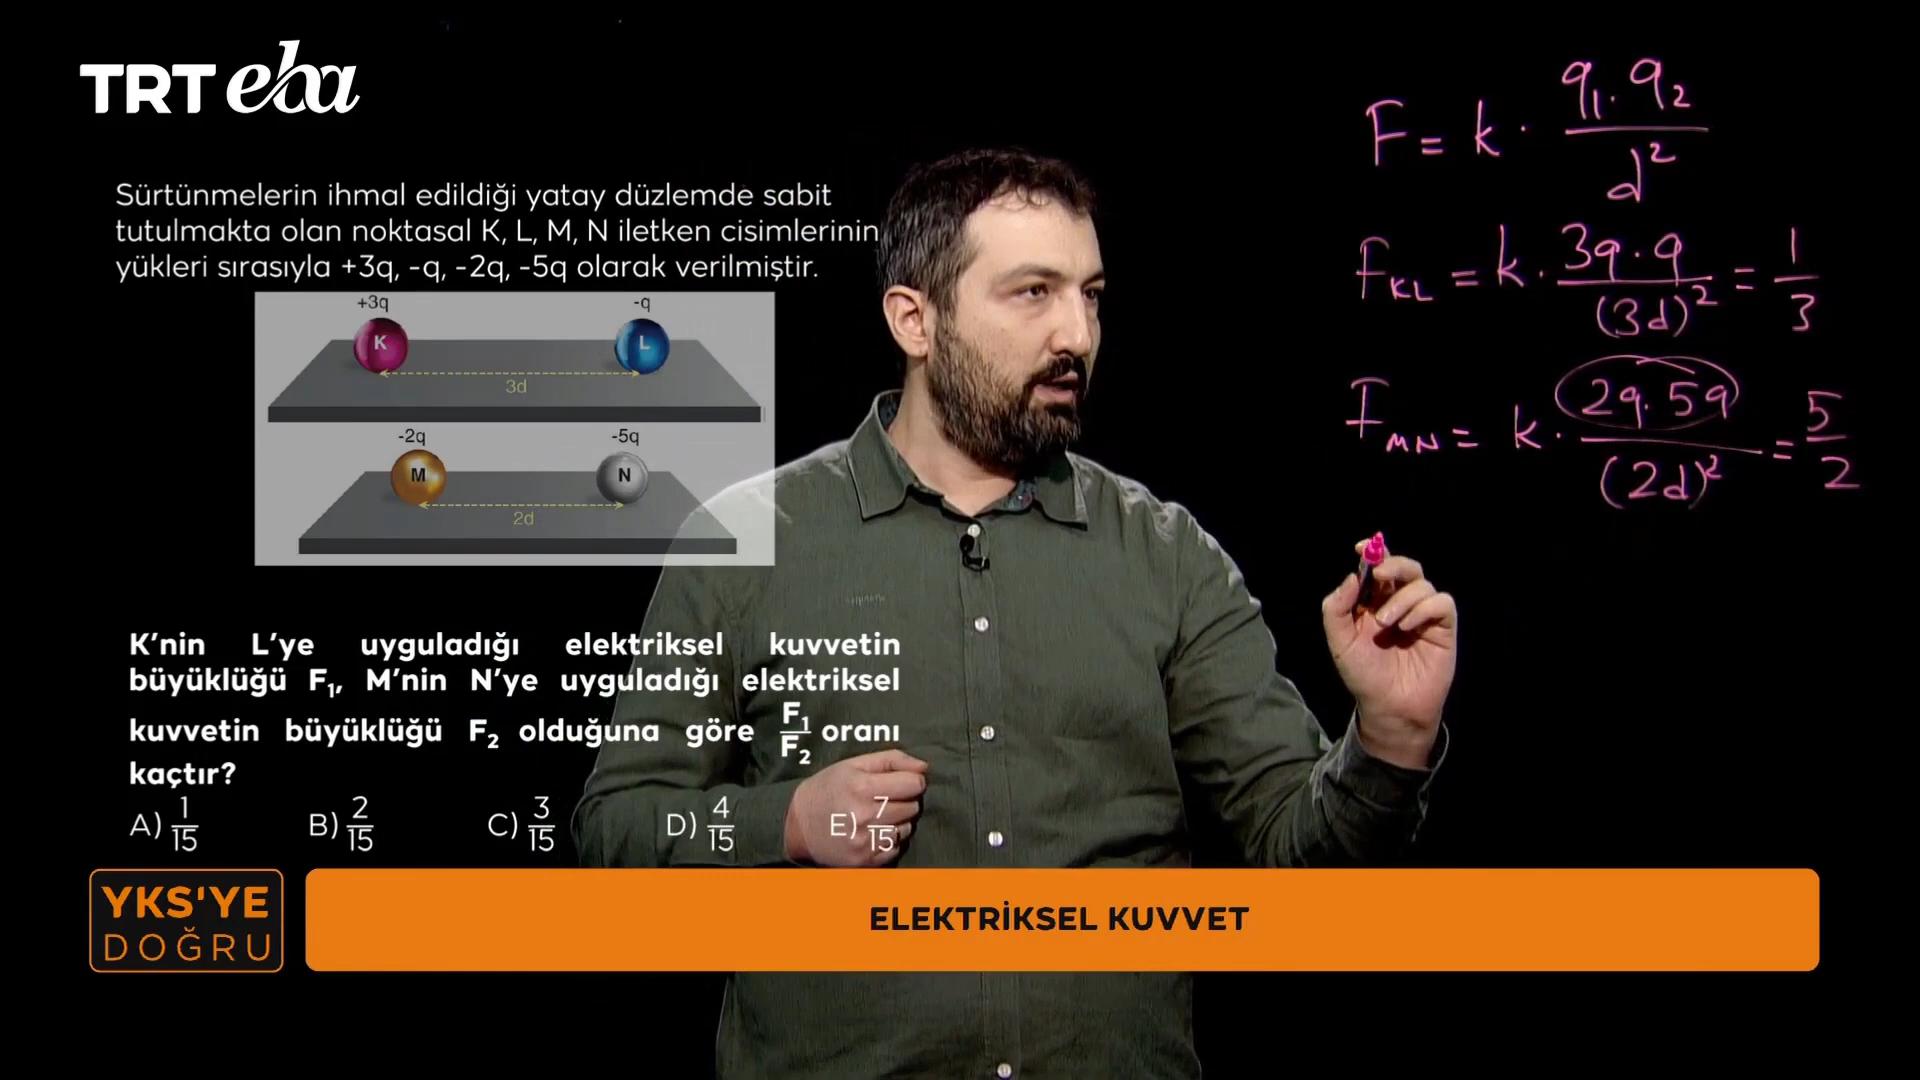 TRT eba
Sürtünmelerin ihmal edildiği yatay düzlemde sabit
tutulmakta olan noktasal K, L, M, N iletken cisimlerinin
yükleri sırasıyla +3q, -q, -2q, -5q olarak verilmiştir.
+3q -q
K L
3d
-2q -5q
M N
2d
K’nin L’ye uyguladığı elektriksel kuvvetin
büyüklüğü F₁, M’nin N’ye uyguladığı elektriksel
kuvvetin büyüklüğü F₂ olduğuna göre F₁/F₂ oranı
kaçtır?
A) 1/15 B) 2/15 C) 3/15 D) 4/15 E) 7/15
F = k · q₁ · q₂ / d²
F_KL = k · 3q · q / (3d)² = 1/3
F_MN = k · 2q · 5q / (2d)² = 5/2
YKS'YE
DOĞRU
ELEKTRİKSEL KUVVET